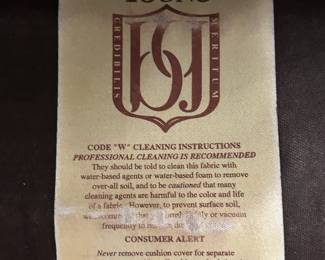 CREDIBILIS
MERITUM
CODE "W" CLEANING INSTRUCTIONS
PROFESSIONAL CLEANING IS RECOMMENDED
They should be told to clean this fabric with
water-based agents or water-based foam to remove
over-all soil, and to be cautioned that many
cleaning agents are harmful to the color and life
of a fabric. However, to prevent surface soil,
or vacuum
frequently to
CONSUMER ALERT
Never remove cushion cover for separate